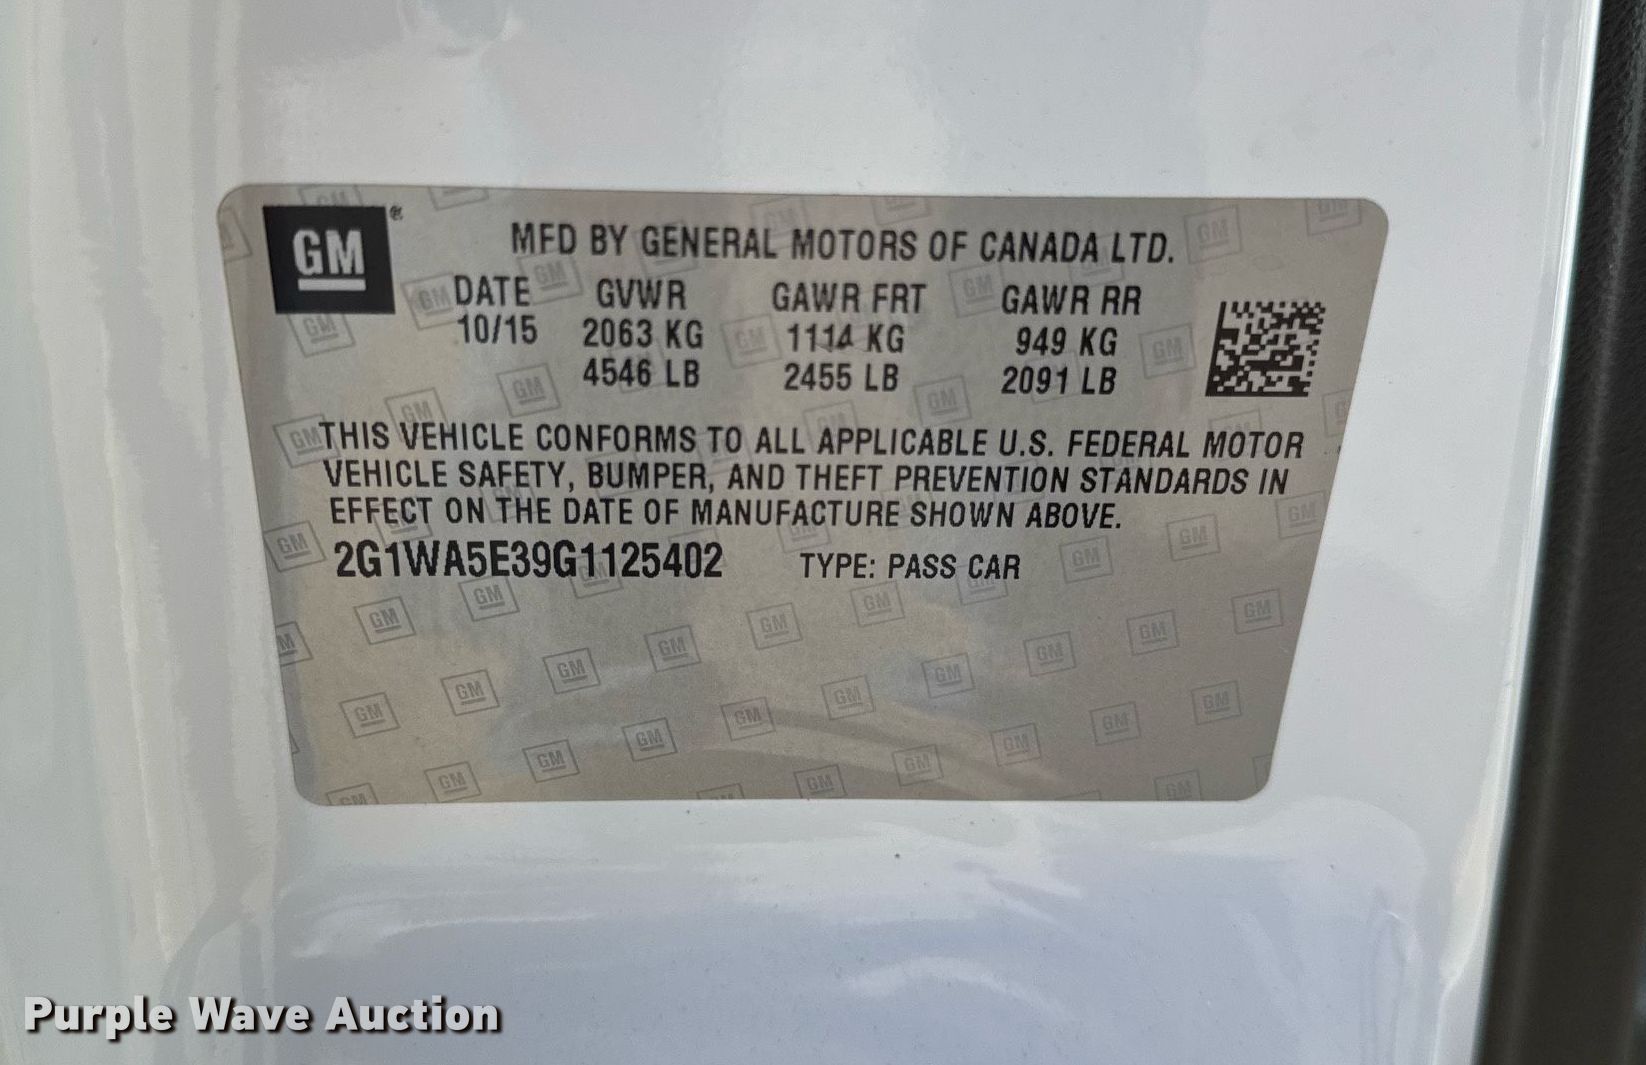 GM®
MFD BY GENERAL MOTORS OF CANADA LTD.
DATE GVWR GAWR FRT GAWR RR
10/15 2063 KG 1114 KG 949 KG
4546 LB 2455 LB 2091 LB
THIS VEHICLE CONFORMS TO ALL APPLICABLE U.S. FEDERAL MOTOR
VEHICLE SAFETY, BUMPER, AND THEFT PREVENTION STANDARDS IN
EFFECT ON THE DATE OF MANUFACTURE SHOWN ABOVE.
2G1WA5E39G1125402 TYPE: PASS CAR
Purple Wave Auction